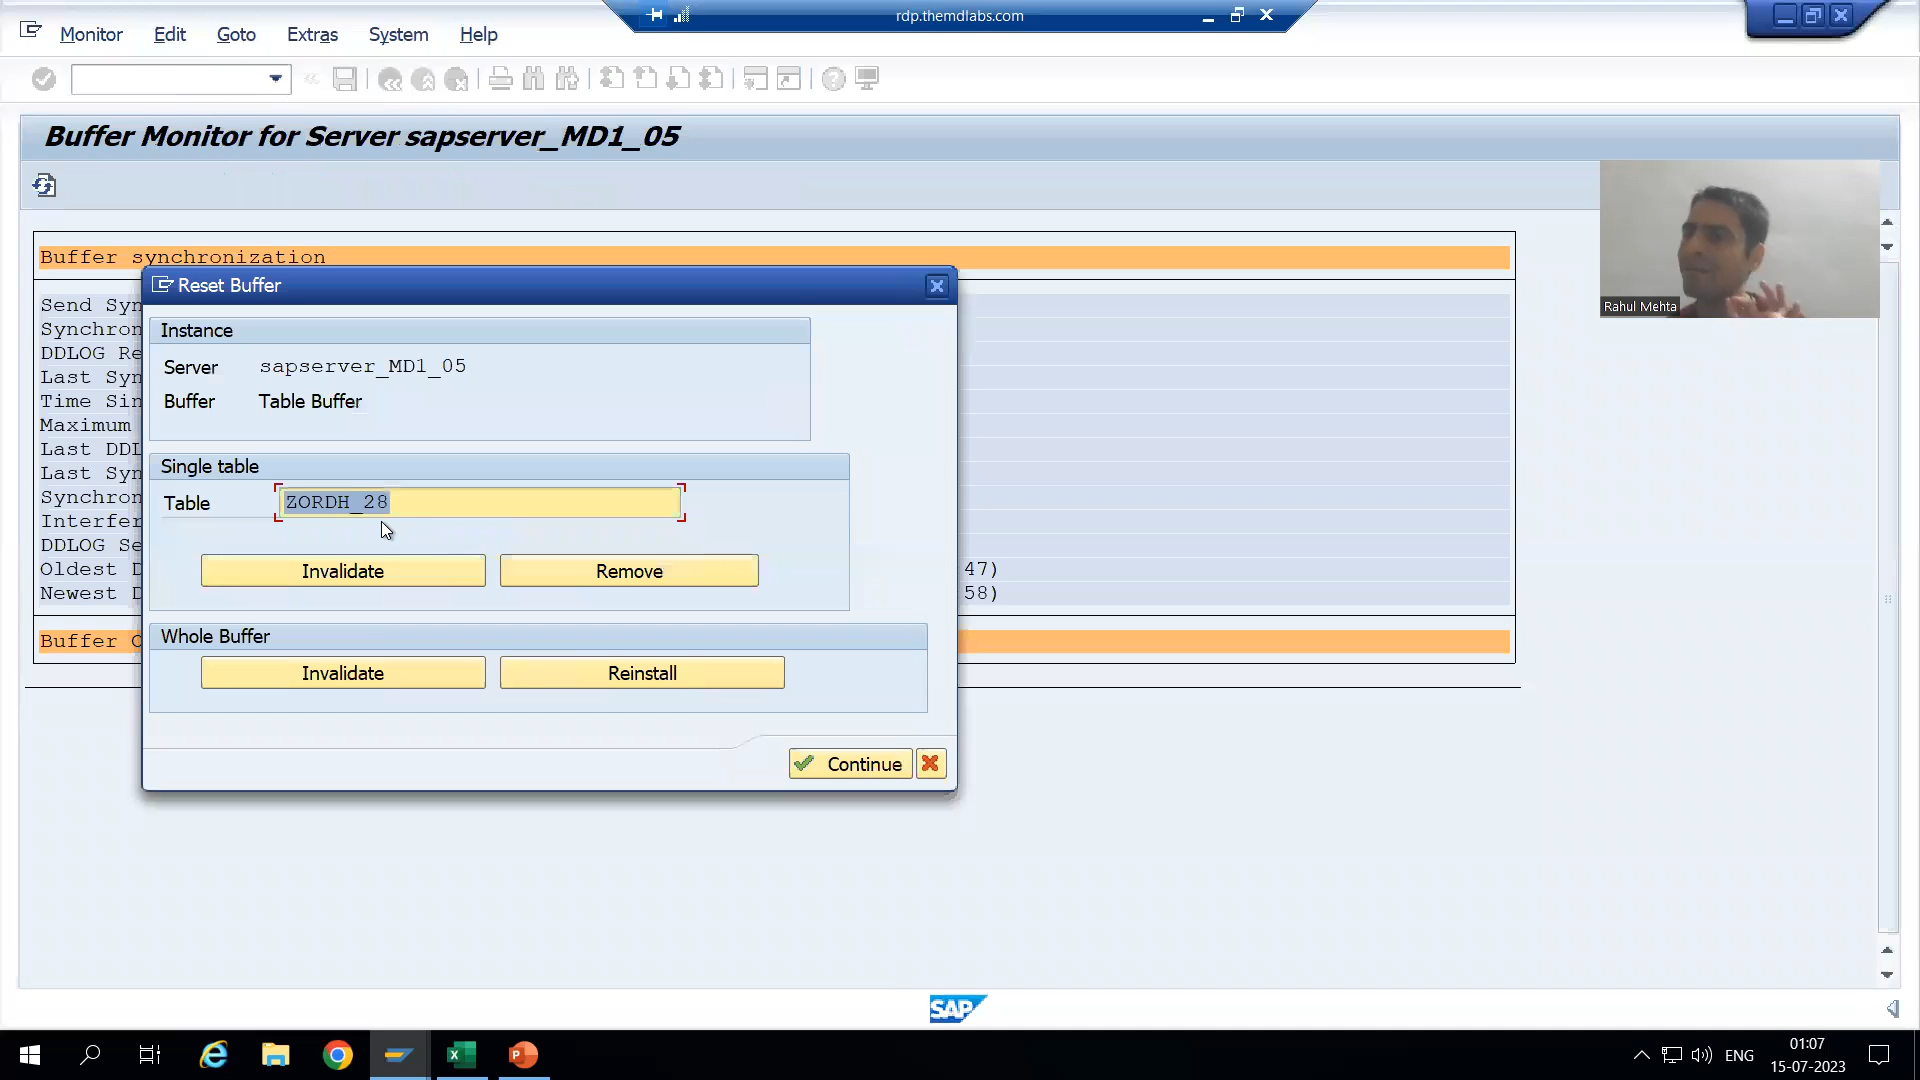 rdp.themdlabs.com
Monitor Edit Goto Extras System Help
Buffer Monitor for Server sapserver_MD1_05
Rahul Mehta
Buffer synchronization
Reset Buffer
Send Syn
Instance
Synchron
DDLOG Re
Server sapserver_MD1_05
Last Syn
Time Sin
Buffer Table Buffer
Maximum
Last DDL
Single table
Last Syn
Synchron
Table ZORDH_28
Interfer
DDLOG Se
Oldest D
Invalidate Remove
47)
Newest D
58)
Buffer
Whole Buffer
Invalidate Reinstall
Continue
SAP
ENG
01:07
15-07-2023